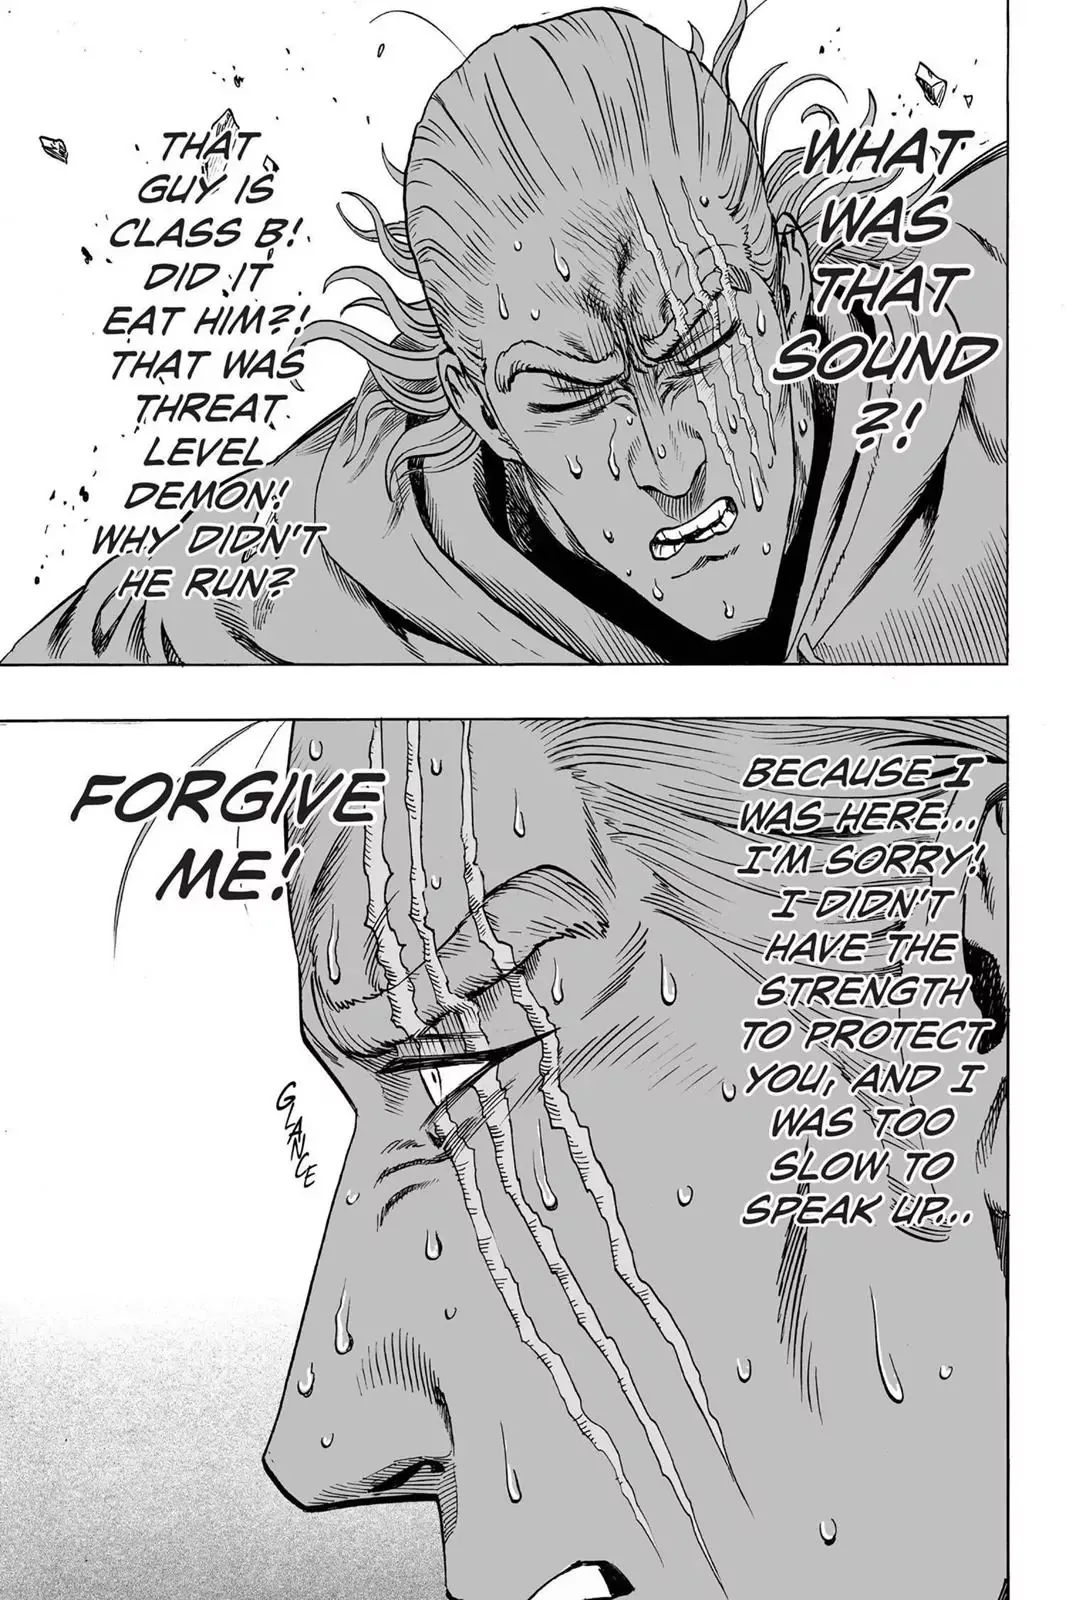 WHAT
WAS
THAT
SOUND
?!
THAT
GUY IS
CLASS B!
DID IT
EAT HIM?!
THAT WAS
THREAT
LEVEL
DEMON!
WHY DIDN'T
HE RUN?
BECAUSE I
WAS HERE...
I'M SORRY!
I DIDN'T
HAVE THE
STRENGTH
TO PROTECT
YOU, AND I
WAS TOO
SLOW TO
SPEAK UP...
FORGIVE
ME!
GLANCE